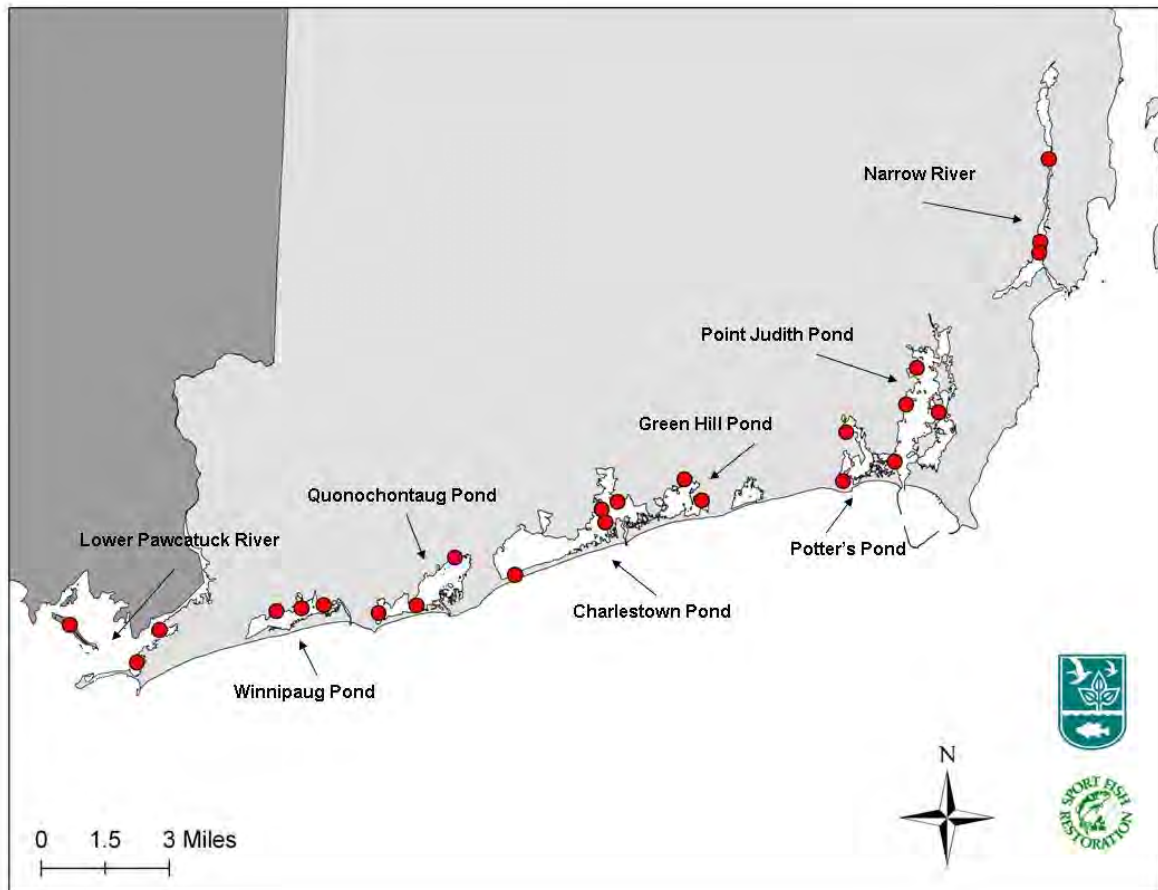 Narrow River
Point Judith Pond
Green Hill Pond
Quonochontaug Pond
Lower Pawcatuck River
Potter's Pond
Charlestown Pond
Winnipaug Pond
N
SPORT FISH
RESTORATION
0 1.5 3 Miles